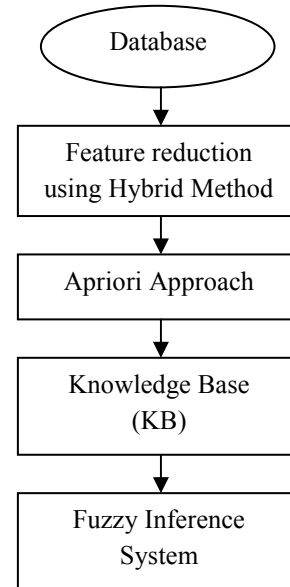 Database
Feature reduction
using Hybrid Method
Apriori Approach
Knowledge Base
(KB)
Fuzzy Inference
System